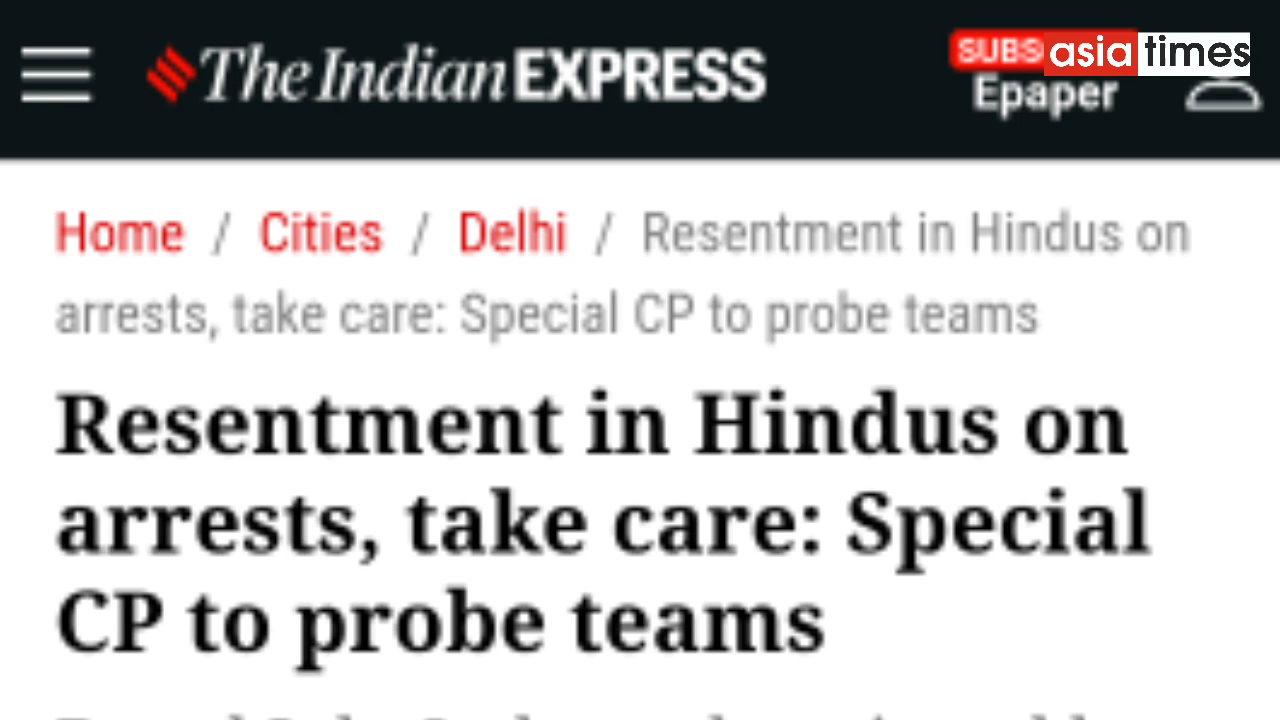 The Indian EXPRESS
SUBS
asia times
Epaper
Home / Cities / Delhi / Resentment in Hindus on
arrests, take care: Special CP to probe teams
Resentment in Hindus on
arrests, take care: Special
CP to probe teams